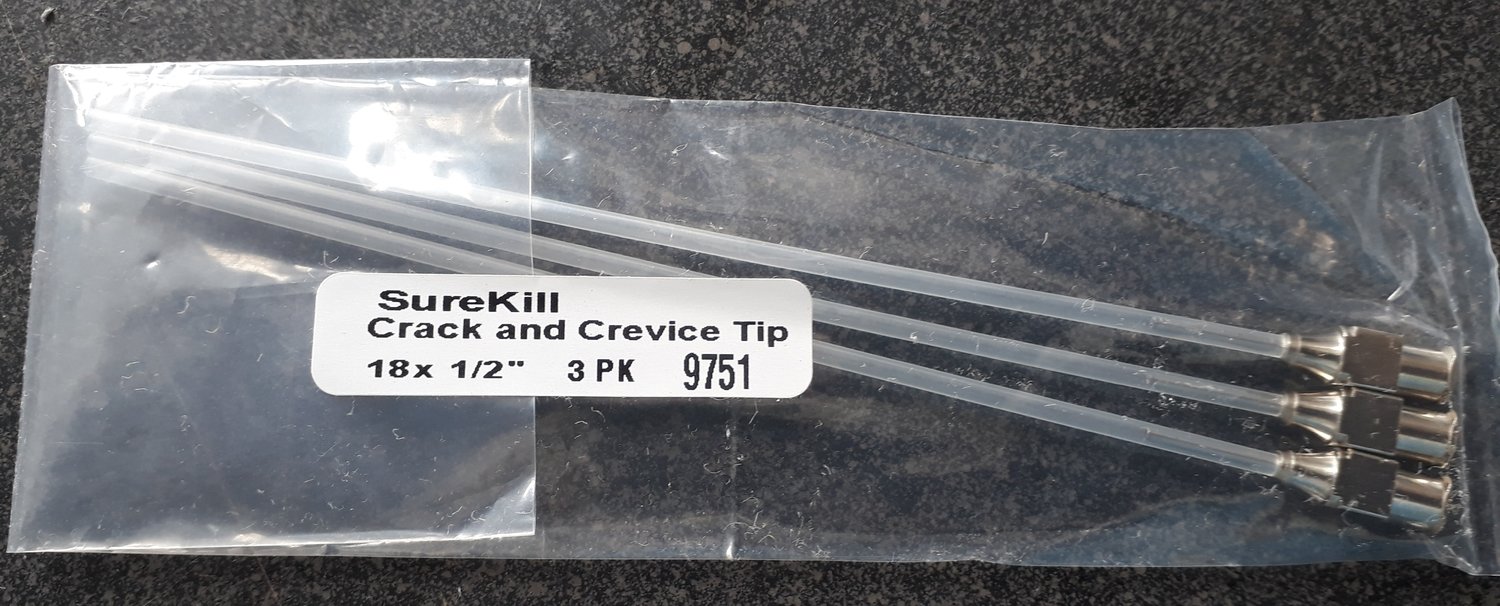 SureKill
Crack and Crevice Tip
18x 1/2" 3 PK 9751